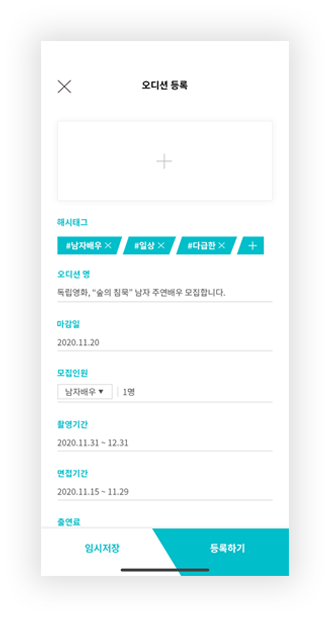 오디션 등록
해시태그
#남자배우 #일상 #다급한
오디션 명
독립영화, "숲의 침묵" 남자 주연배우 모집합니다.
마감일
2020.11.20
모집인원
남자배우 ▼ 1명
촬영기간
2020.11.31 ~ 12.31
면접기간
2020.11.15 ~ 11.29
출연료
임시저장 등록하기